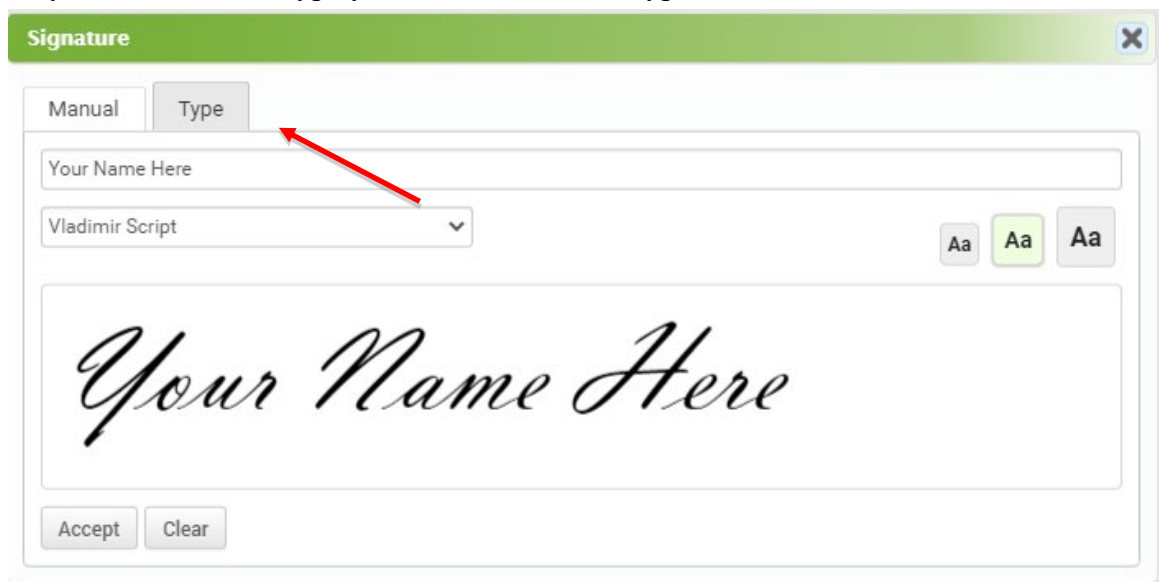 Signature
Manual Type
Your Name Here
Vladimir Script
Aa Aa Aa
Your Name Here
Accept Clear